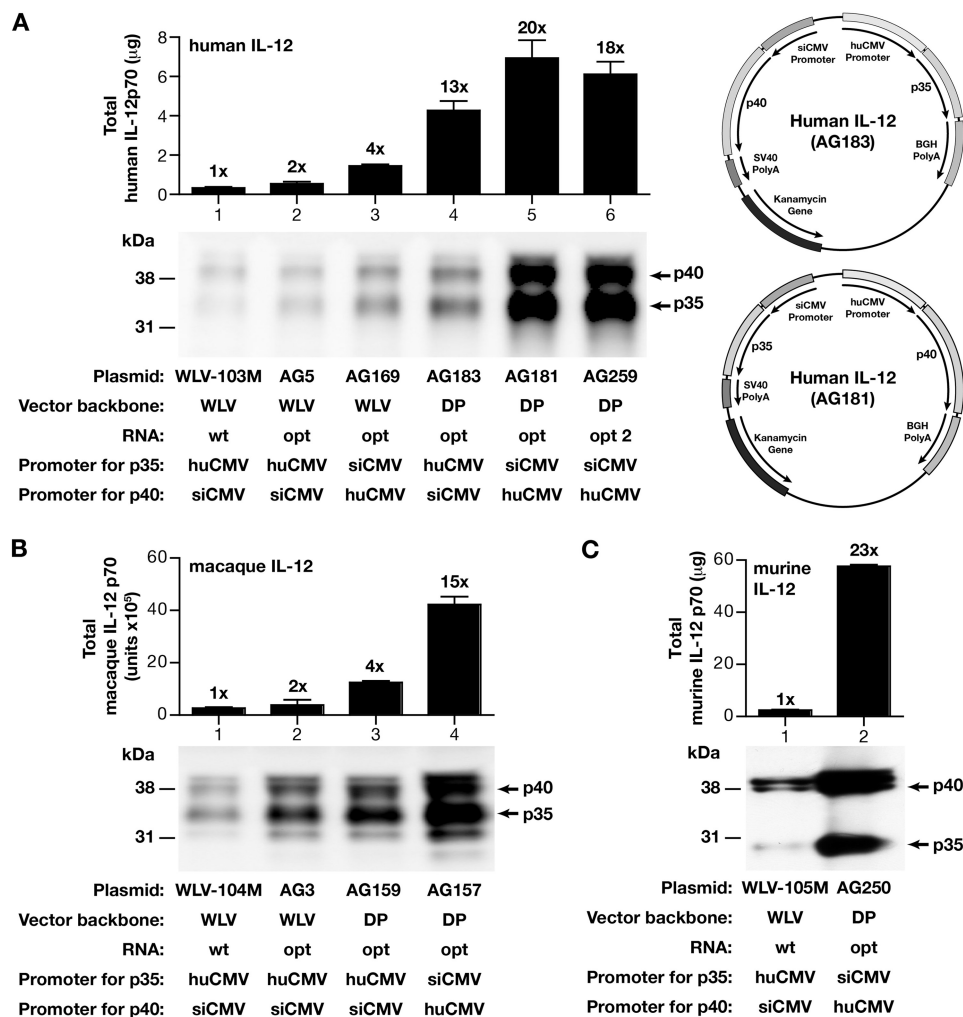 A
human IL-12
Total
human IL-12p70 (µg)
8
6
4
2
0
1x
2x
4x
13x
20x
18x
1 2 3 4 5 6
kDa
38
31
p40
p35
Plasmid: WLV-103M AG5 AG169 AG183 AG181 AG259
Vector backbone: WLV WLV WLV DP DP DP
RNA: wt opt opt opt opt opt 2
Promoter for p35: huCMV huCMV siCMV huCMV siCMV siCMV
Promoter for p40: siCMV siCMV huCMV siCMV huCMV huCMV
siCMV
Promoter
huCMV
Promoter
p40
p35
Human IL-12
(AG183)
SV40
PolyA
BGH
PolyA
Kanamycin
Gene
siCMV
Promoter
huCMV
Promoter
p35
p40
Human IL-12
(AG181)
SV40
PolyA
BGH
PolyA
Kanamycin
Gene
B
macaque IL-12
Total
macaque IL-12 p70
(units x10⁵)
60
40
20
0
1x
2x
4x
15x
1 2 3 4
kDa
38
31
p40
p35
Plasmid: WLV-104M AG3 AG159 AG157
Vector backbone: WLV WLV DP DP
RNA: wt opt opt opt
Promoter for p35: huCMV huCMV huCMV siCMV
Promoter for p40: siCMV siCMV siCMV huCMV
C
murine
IL-12
Total
murine IL-12 p70 (µg)
60
40
20
0
1x
23x
1 2
kDa
38
31
p40
p35
Plasmid: WLV-105M AG250
Vector backbone: WLV DP
RNA: wt opt
Promoter for p35: huCMV siCMV
Promoter for p40: siCMV huCMV